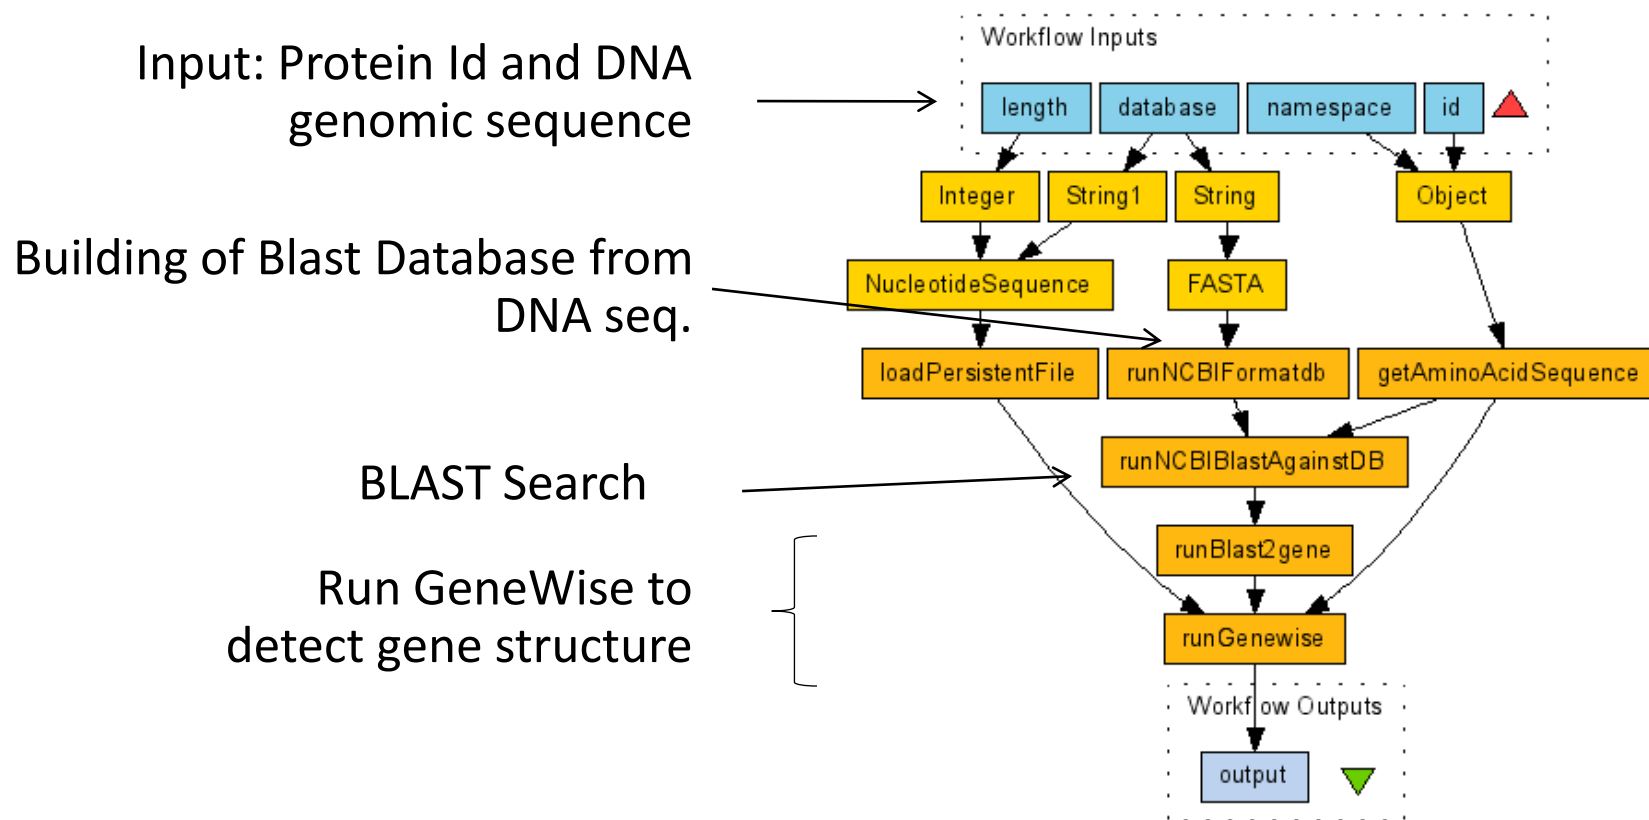 Input: Protein Id and DNA
genomic sequence
Building of Blast Database from
DNA seq.
BLAST Search
Run GeneWise to
detect gene structure
Workflow Inputs
length database namespace id
Integer String1 String Object
NucleotideSequence FASTA
loadPersistentFile runNCBIFormatdb getAminoAcidSequence
runNCBIBlastAgainstDB
runBlast2gene
runGenewise
Workflow Outputs
output